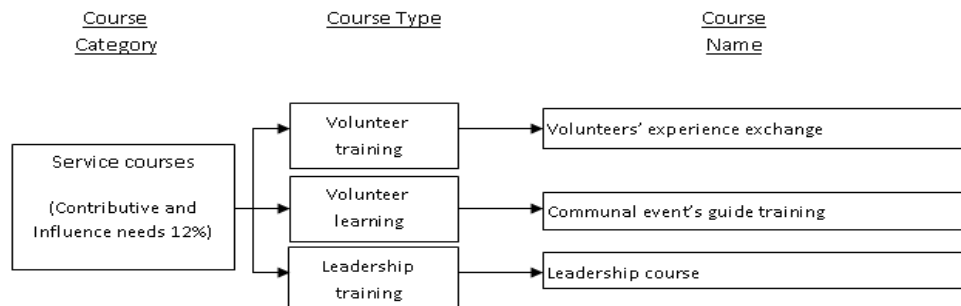 Course
Category
Course Type
Course
Name
Service courses
(Contributive and
Influence needs 12%)
Volunteer
training
Volunteers’ experience exchange
Volunteer
learning
Communal event’s guide training
Leadership
training
Leadership course